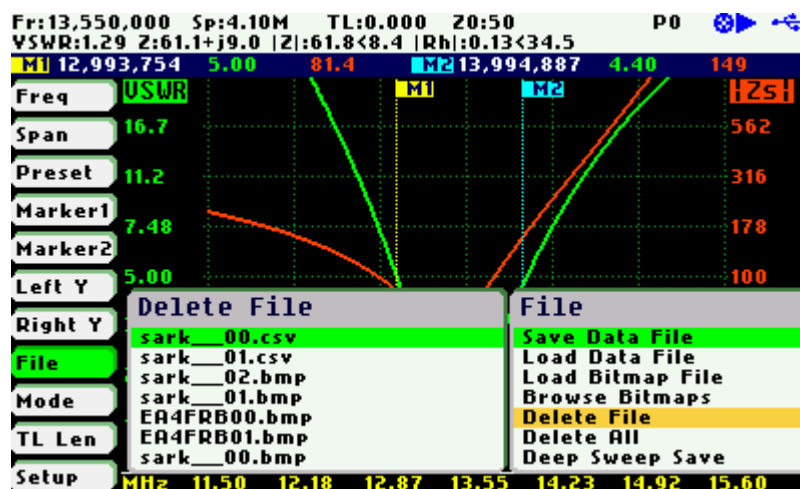 Fr:13,550,000 Sp:4.10M TL:0.000 Z0:50 P0
VSWR:1.29 Z:61.1+j9.0 |Z|:61.8<8.4 |Rh|:0.13<34.5
M1 12,993,754 5.00 81.4 M2 13,994,887 4.40 149
Freq
Span
Preset
Marker1
Marker2
Left Y
Right Y
File
Mode
TL Len
Setup
VSWR M1 M2 |Zs|
16.7 562
11.2 316
7.48 178
5.00 100
Delete File
sark__00.csv
sark__01.csv
sark__02.bmp
sark__01.bmp
EA4FRB00.bmp
EA4FRB01.bmp
sark__00.bmp
File
Save Data File
Load Data File
Load Bitmap File
Browse Bitmaps
Delete File
Delete All
Deep Sweep Save
MHz 11.50 12.18 12.87 13.55 14.23 14.92 15.60